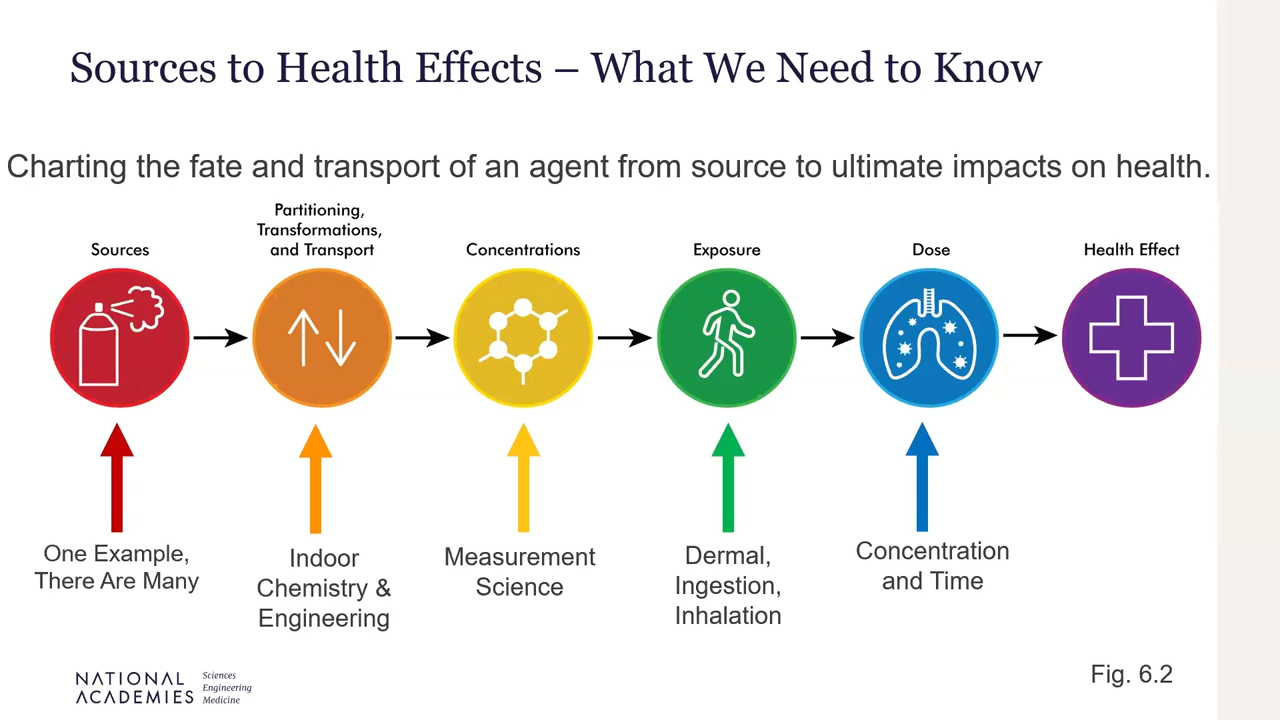 Sources to Health Effects – What We Need to Know
Charting the fate and transport of an agent from source to ultimate impacts on health.
Sources
Partitioning,
Transformations,
and Transport
Concentrations
Exposure
Dose
Health Effect
One Example,
There Are Many
Indoor
Chemistry &
Engineering
Measurement
Science
Dermal,
Ingestion,
Inhalation
Concentration
and Time
NATIONAL
ACADEMIES
Sciences
Engineering
Medicine
Fig. 6.2